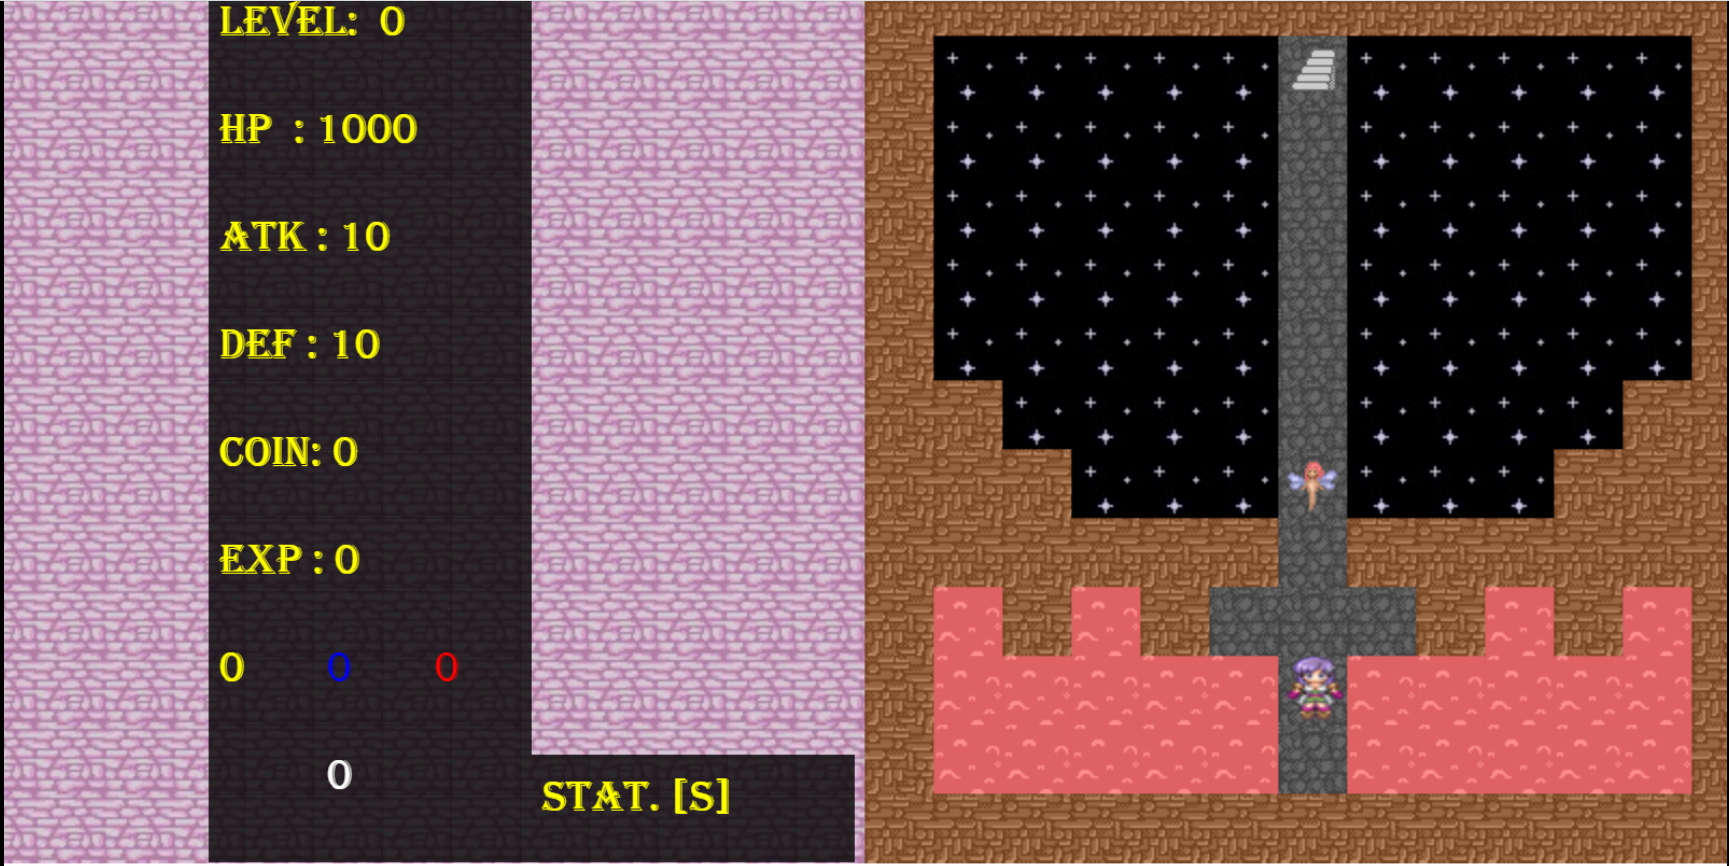 LEVEL: 0
HP : 1000
ATK : 10
DEF : 10
COIN: 0
EXP : 0
0 0 0
0
STAT. [S]